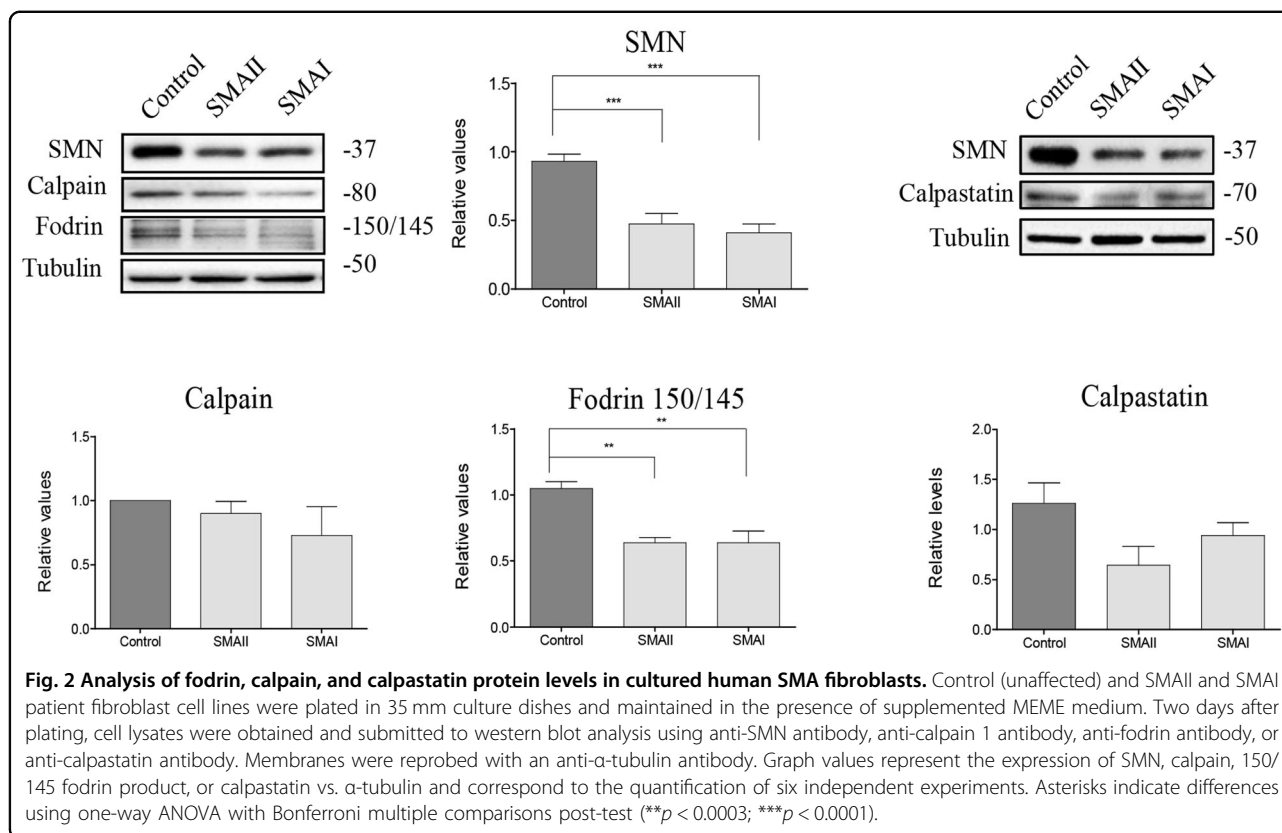 Control SMAII SMAI
SMN -37
Calpain -80
Fodrin -150/145
Tubulin -50
SMN
***
***
Relative values
1.5
1.0
0.5
0.0
Control SMAII SMAI
Control SMAII SMAI
SMN -37
Calpastatin -70
Tubulin -50
Calpain
Relative values
1.5
1.0
0.5
0.0
Control SMAII SMAI
Fodrin 150/145
**
**
Relative values
1.5
1.0
0.5
0.0
Control SMAII SMAI
Calpastatin
Relative levels
2.0
1.5
1.0
0.5
0.0
Control SMAII SMAI
Fig. 2 Analysis of fodrin, calpain, and calpastatin protein levels in cultured human SMA fibroblasts. Control (unaffected) and SMAII and SMAI
patient fibroblast cell lines were plated in 35 mm culture dishes and maintained in the presence of supplemented MEME medium. Two days after
plating, cell lysates were obtained and submitted to western blot analysis using anti-SMN antibody, anti-calpain 1 antibody, anti-fodrin antibody, or
anti-calpastatin antibody. Membranes were reprobed with an anti-α-tubulin antibody. Graph values represent the expression of SMN, calpain, 150/
145 fodrin product, or calpastatin vs. α-tubulin and correspond to the quantification of six independent experiments. Asterisks indicate differences
using one-way ANOVA with Bonferroni multiple comparisons post-test (**p < 0.0003; ***p < 0.0001).